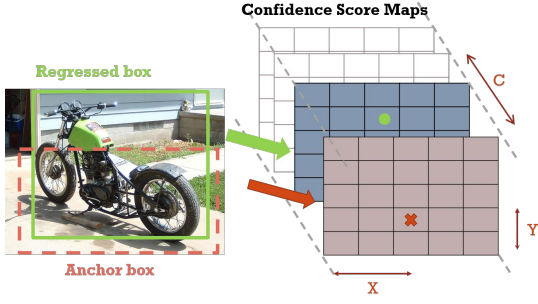 Confidence Score Maps
Regressed box
C
Y
Anchor box
X